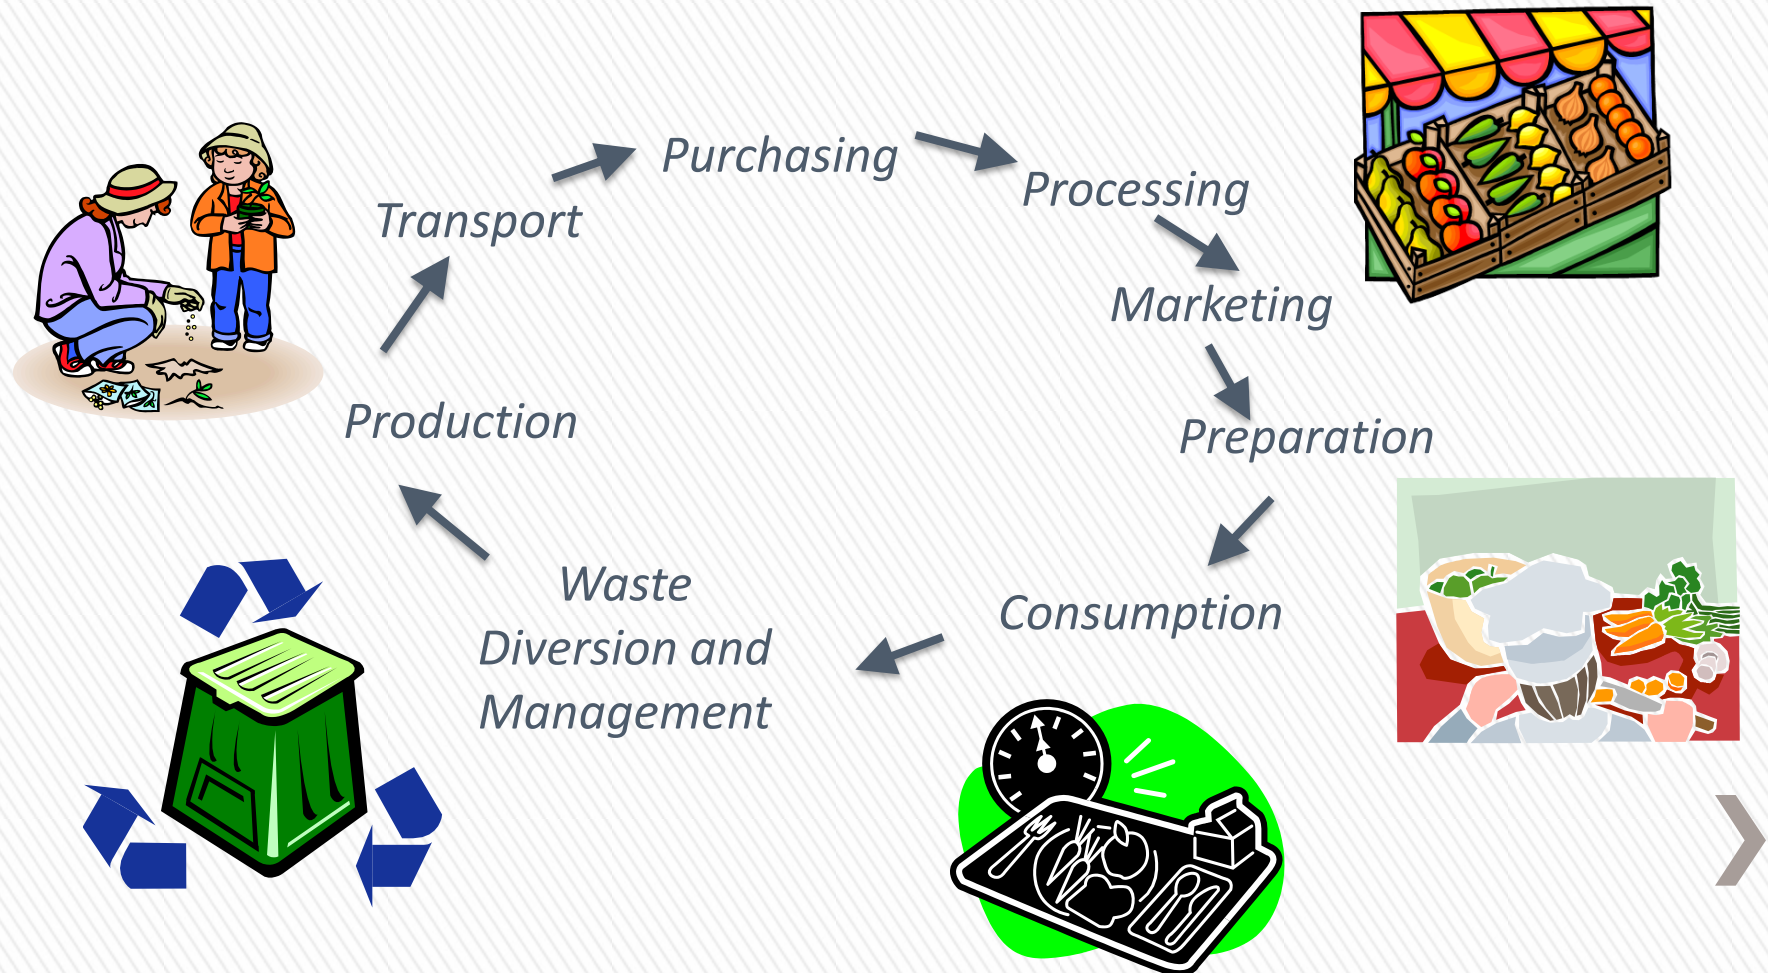 Purchasing
Processing
Transport
Marketing
Production
Preparation
Waste
Diversion and
Management
Consumption